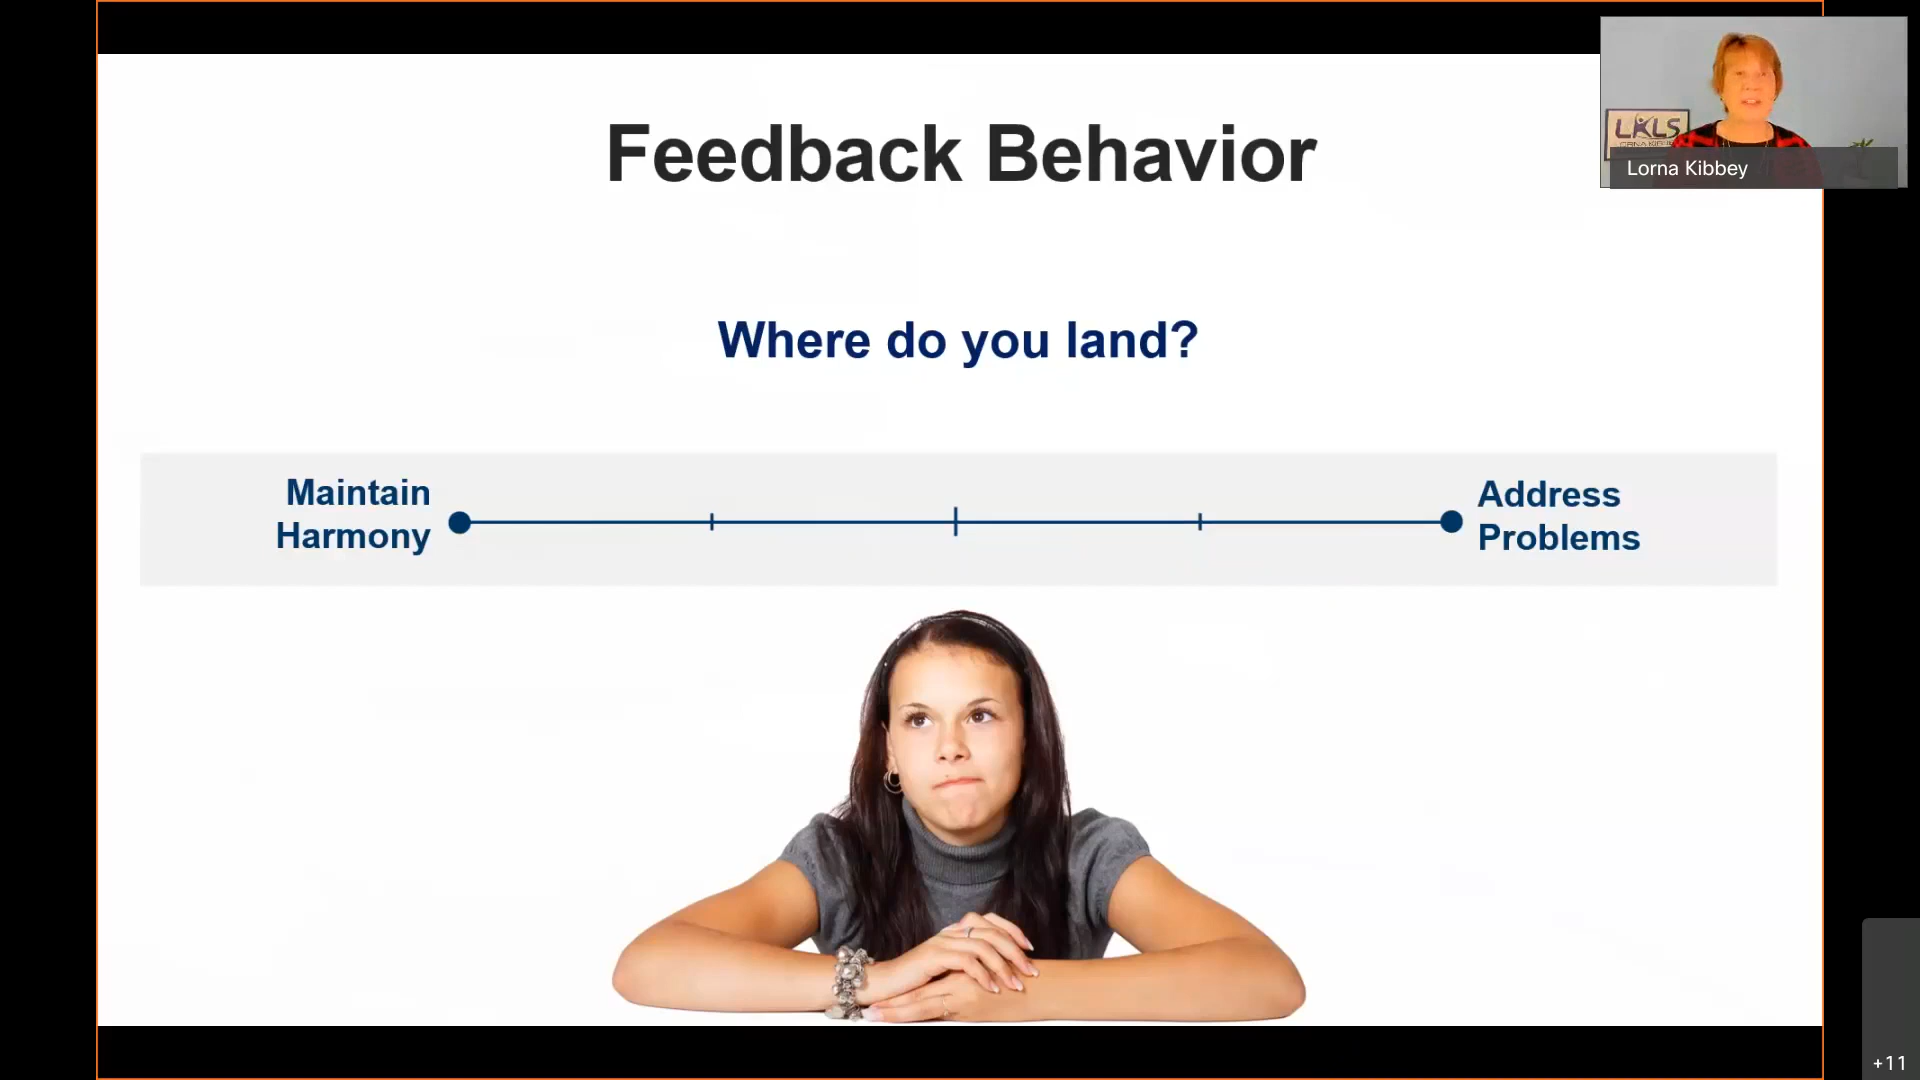 Feedback Behavior
LKLS
Lorna Kibbey
Where do you land?
Maintain
Harmony
Address
Problems
+11